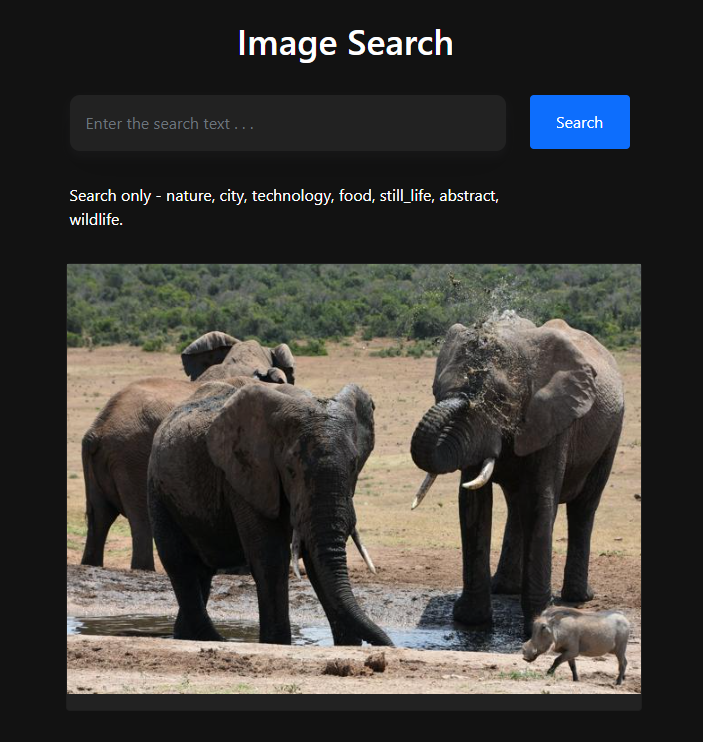 Image Search
Enter the search text . . .
Search
Search only - nature, city, technology, food, still_life, abstract,
wildlife.